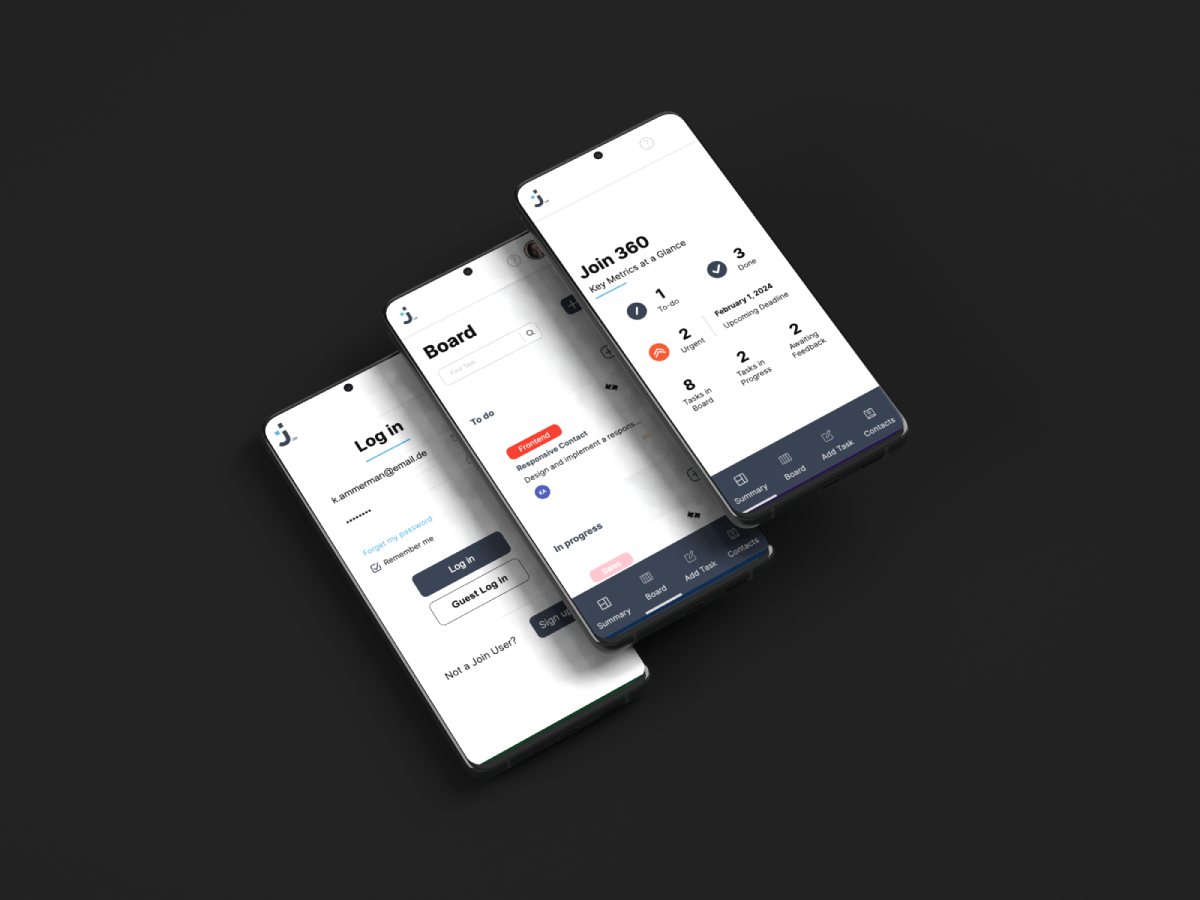 Log in
k.ammerman@email.de
••••••••
Forget my password
Remember me
Log in
Guest Log in
Not a Join User?
Sign up
Board
Find Task
To do
Frontend
Responsive Contact
Design and implement a respons...
KA
In progress
Sales
Summary
Board
Add Task
Contacts
Join 360
Key Metrics at a Glance
1
To-do
3
Done
2
Urgent
February 1, 2024
Upcoming Deadline
8
Tasks in
Board
2
Tasks in
Progress
2
Awaiting
Feedback
Summary
Board
Add Task
Contacts